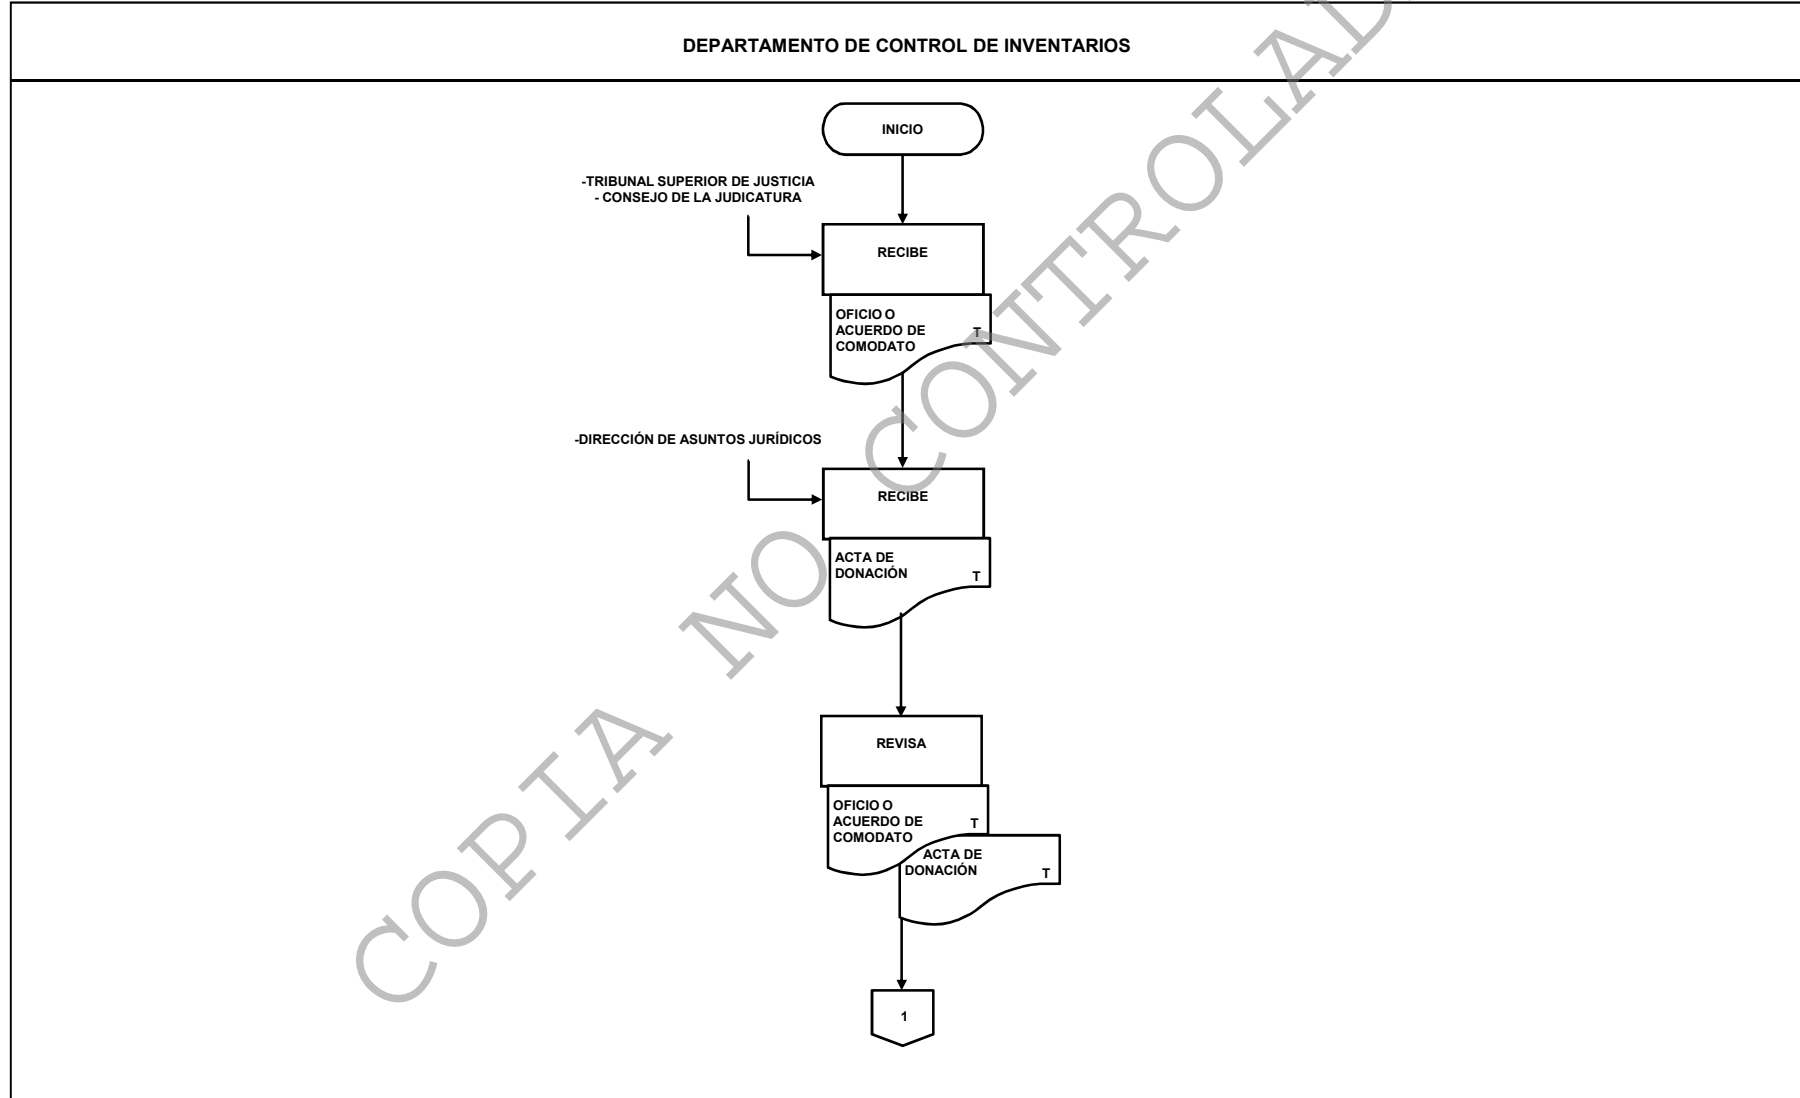 DEPARTAMENTO DE CONTROL DE INVENTARIOS
INICIO
-TRIBUNAL SUPERIOR DE JUSTICIA
- CONSEJO DE LA JUDICATURA
RECIBE
OFICIO O
ACUERDO DE
COMODATO
T
-DIRECCIÓN DE ASUNTOS JURÍDICOS
RECIBE
ACTA DE
DONACIÓN
T
REVISA
OFICIO O
ACUERDO DE
COMODATO
T
ACTA DE
DONACIÓN
T
1
COPIA NO CONTROLAD